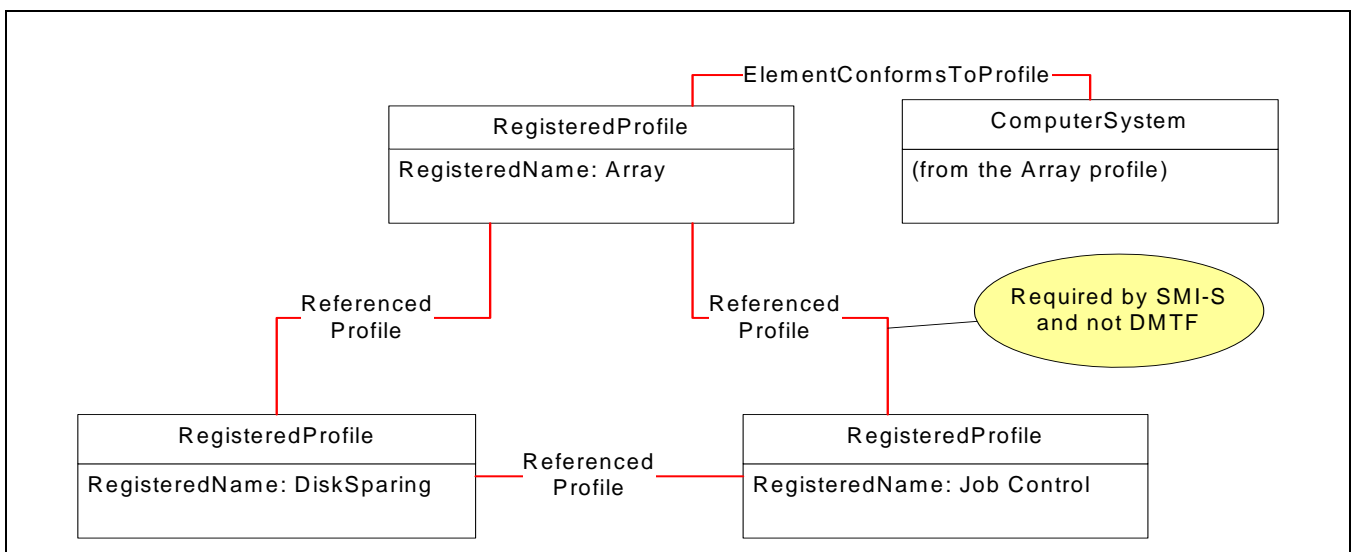 ElementConformsToProfile
RegisteredProfile
RegisteredName: Array
ComputerSystem
(from the Array profile)
Referenced
Profile
Referenced
Profile
Required by SMI-S
and not DMTF
RegisteredProfile
RegisteredName: DiskSparing
Referenced
Profile
RegisteredProfile
RegisteredName: Job Control